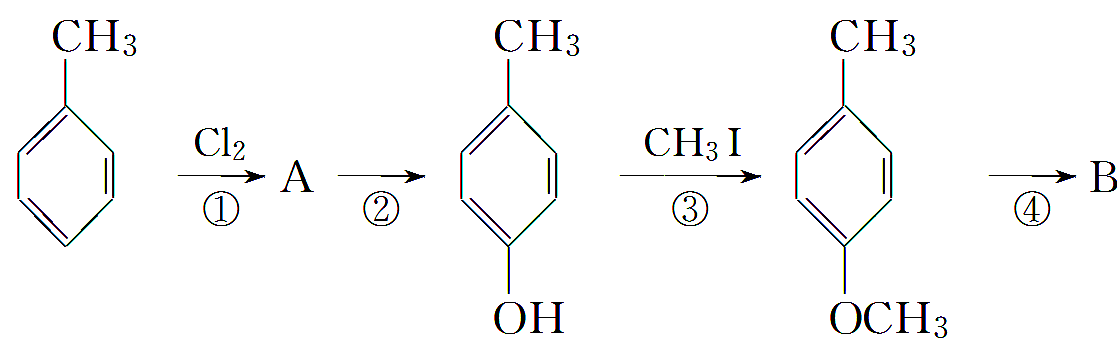 CH3 CH3 CH3
Cl2 CH3 I
① A ② ③ ④ B
OH OCH3